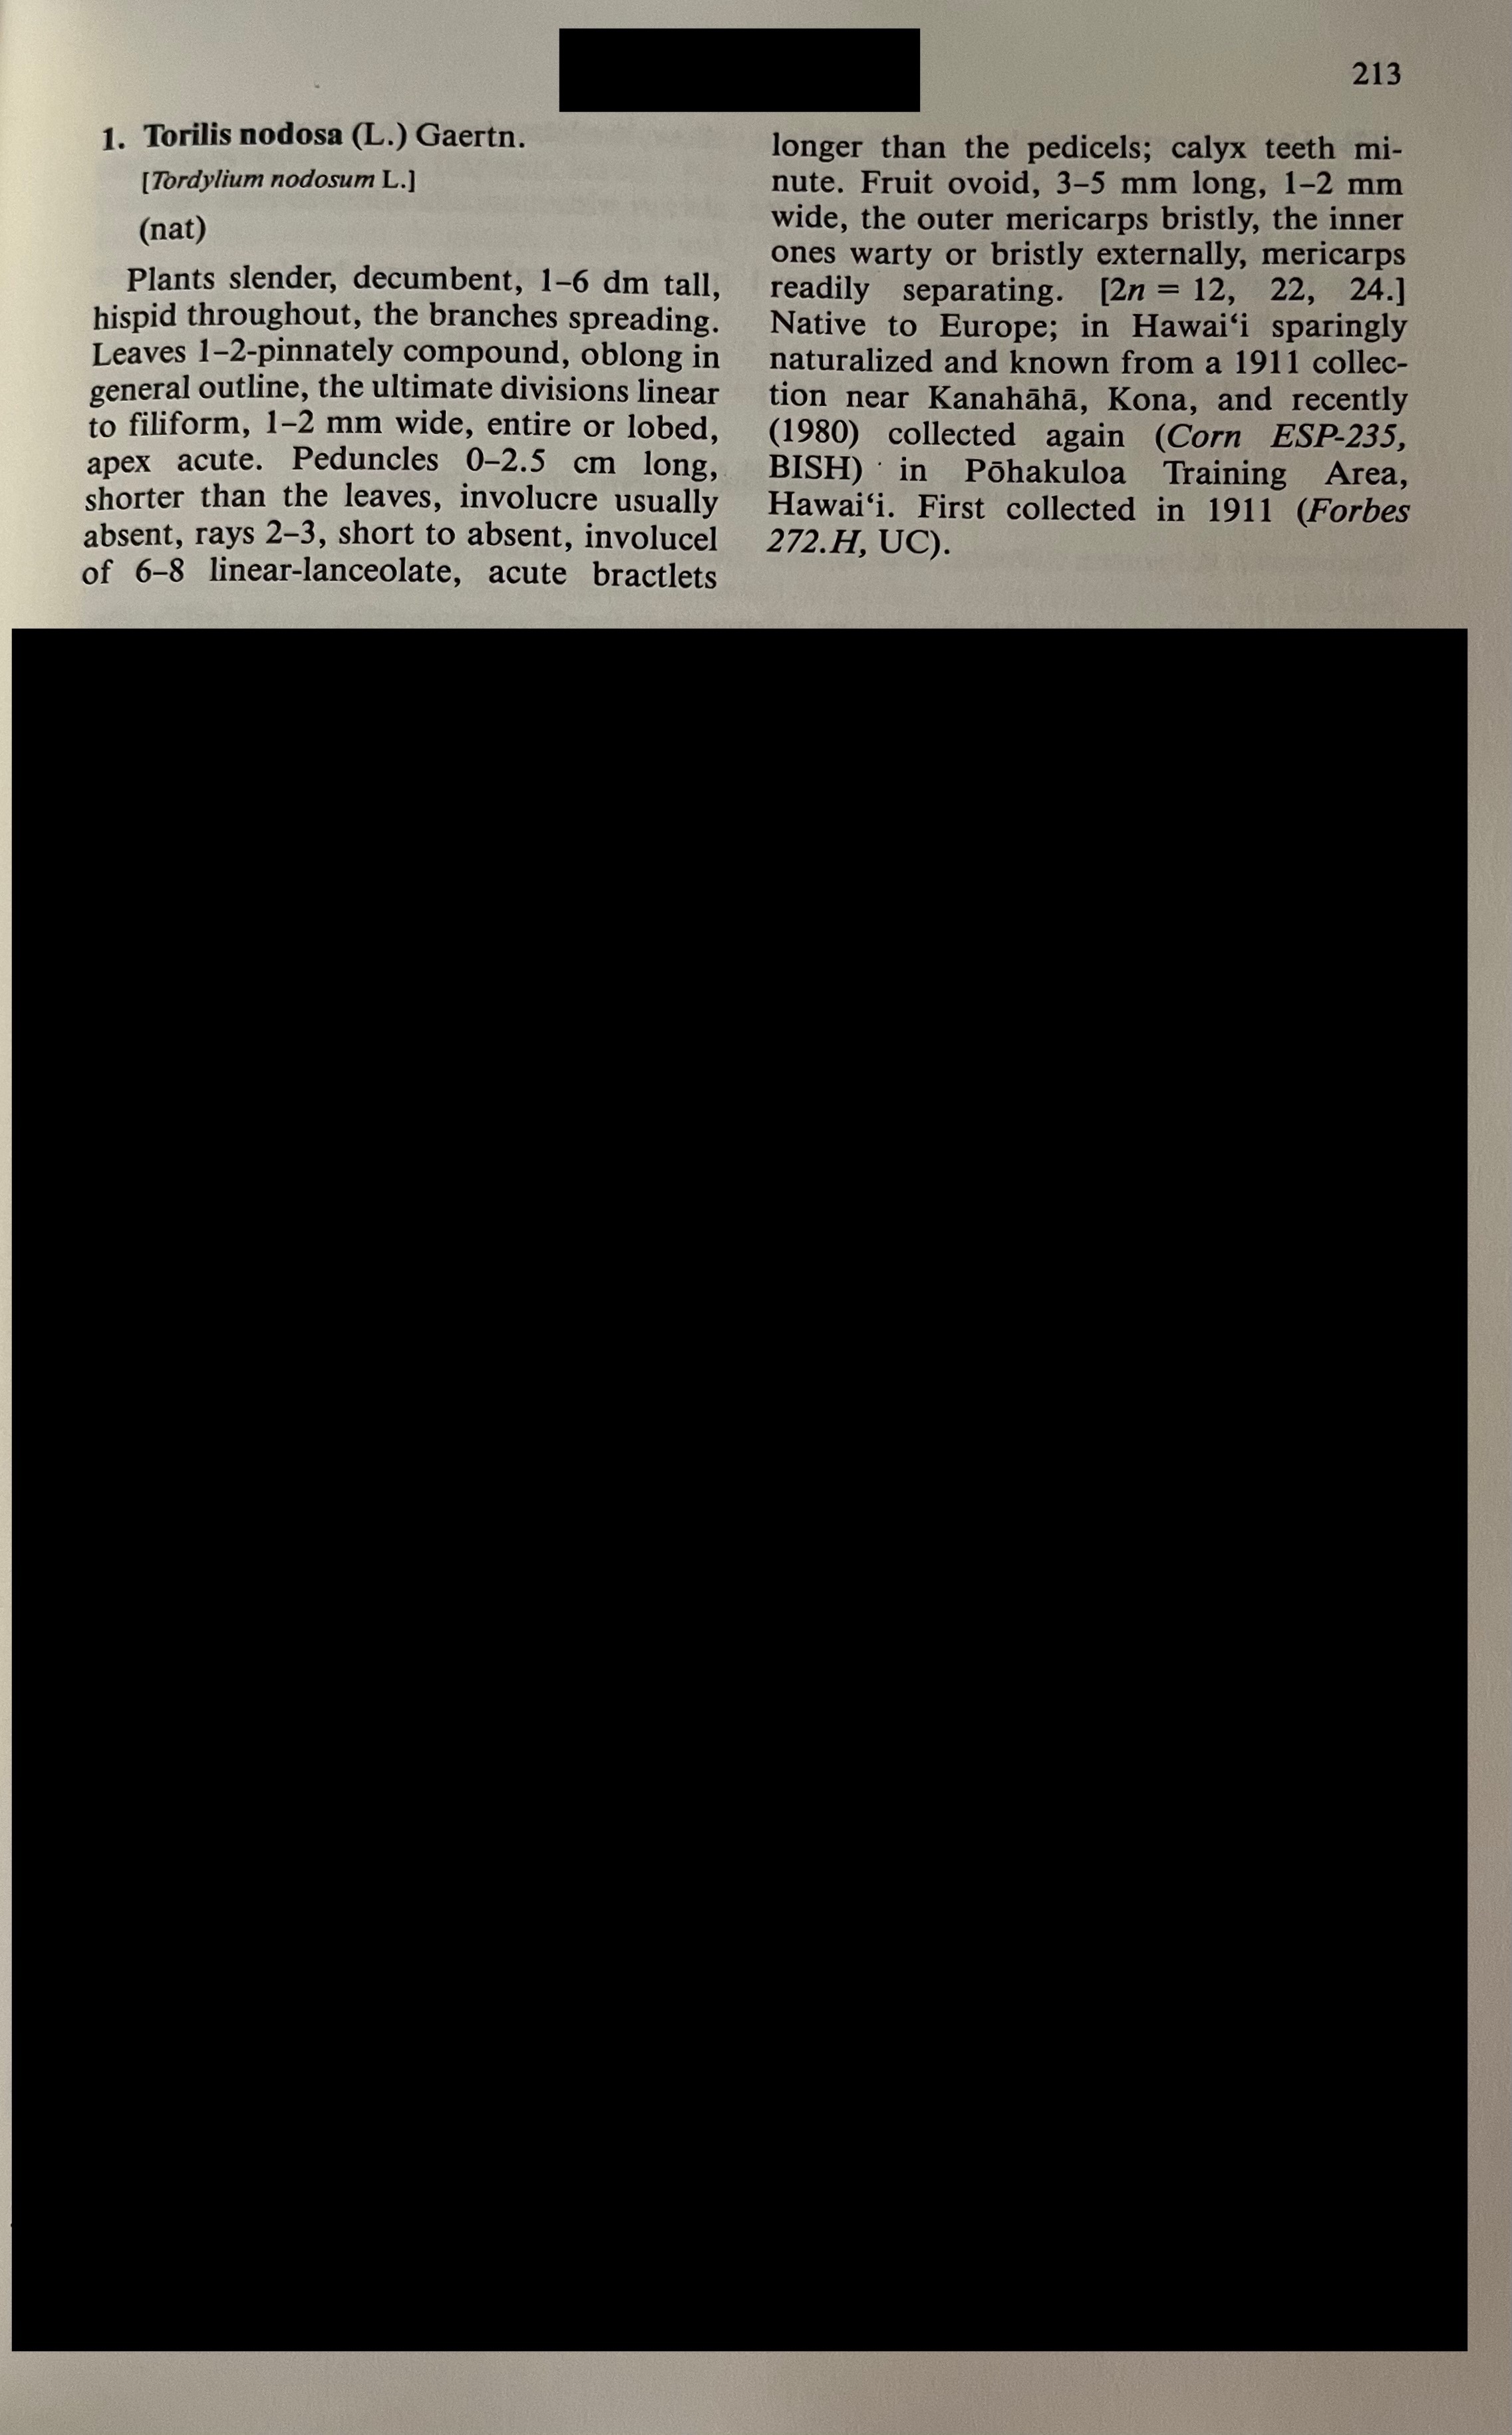 213
1. Torilis nodosa (L.) Gaertn.
[Tordylium nodosum L.]
(nat)
Plants slender, decumbent, 1–6 dm tall,
hispid throughout, the branches spreading.
Leaves 1–2-pinnately compound, oblong in
general outline, the ultimate divisions linear
to filiform, 1–2 mm wide, entire or lobed,
apex acute. Peduncles 0–2.5 cm long,
shorter than the leaves, involucre usually
absent, rays 2–3, short to absent, involucel
of 6–8 linear-lanceolate, acute bractlets
longer than the pedicels; calyx teeth mi-
nute. Fruit ovoid, 3–5 mm long, 1–2 mm
wide, the outer mericarps bristly, the inner
ones warty or bristly externally, mericarps
readily separating. [2n = 12, 22, 24.]
Native to Europe; in Hawaiʻi sparingly
naturalized and known from a 1911 collec-
tion near Kanahāhā, Kona, and recently
(1980) collected again (Corn ESP-235,
BISH) in Pōhakuloa Training Area,
Hawaiʻi. First collected in 1911 (Forbes
272.H, UC).